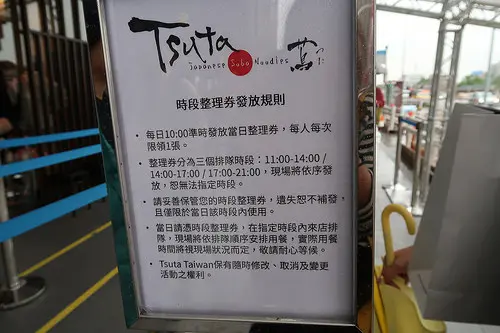 Tsuta
Japanese Soba Noodles 蔦
時段整理券發放規則
• 每日10:00準時發放當日整理券，每人每次
限領1張。
• 整理券分為三個排隊時段：11:00-14:00 /
14:00-17:00 / 17:00-21:00，現場將依序發
放，恕無法指定時段。
• 請妥善保管您的時段整理券，遺失恕不補發，
且僅限於當日該時段內使用。
• 當日請憑時段整理券，在指定時段內來店排
隊，現場將依排隊順序安排用餐，實際用餐
時間將視現場狀況而定，敬請耐心等候。
• Tsuta Taiwan保有隨時修改、取消及變更
活動之權利。